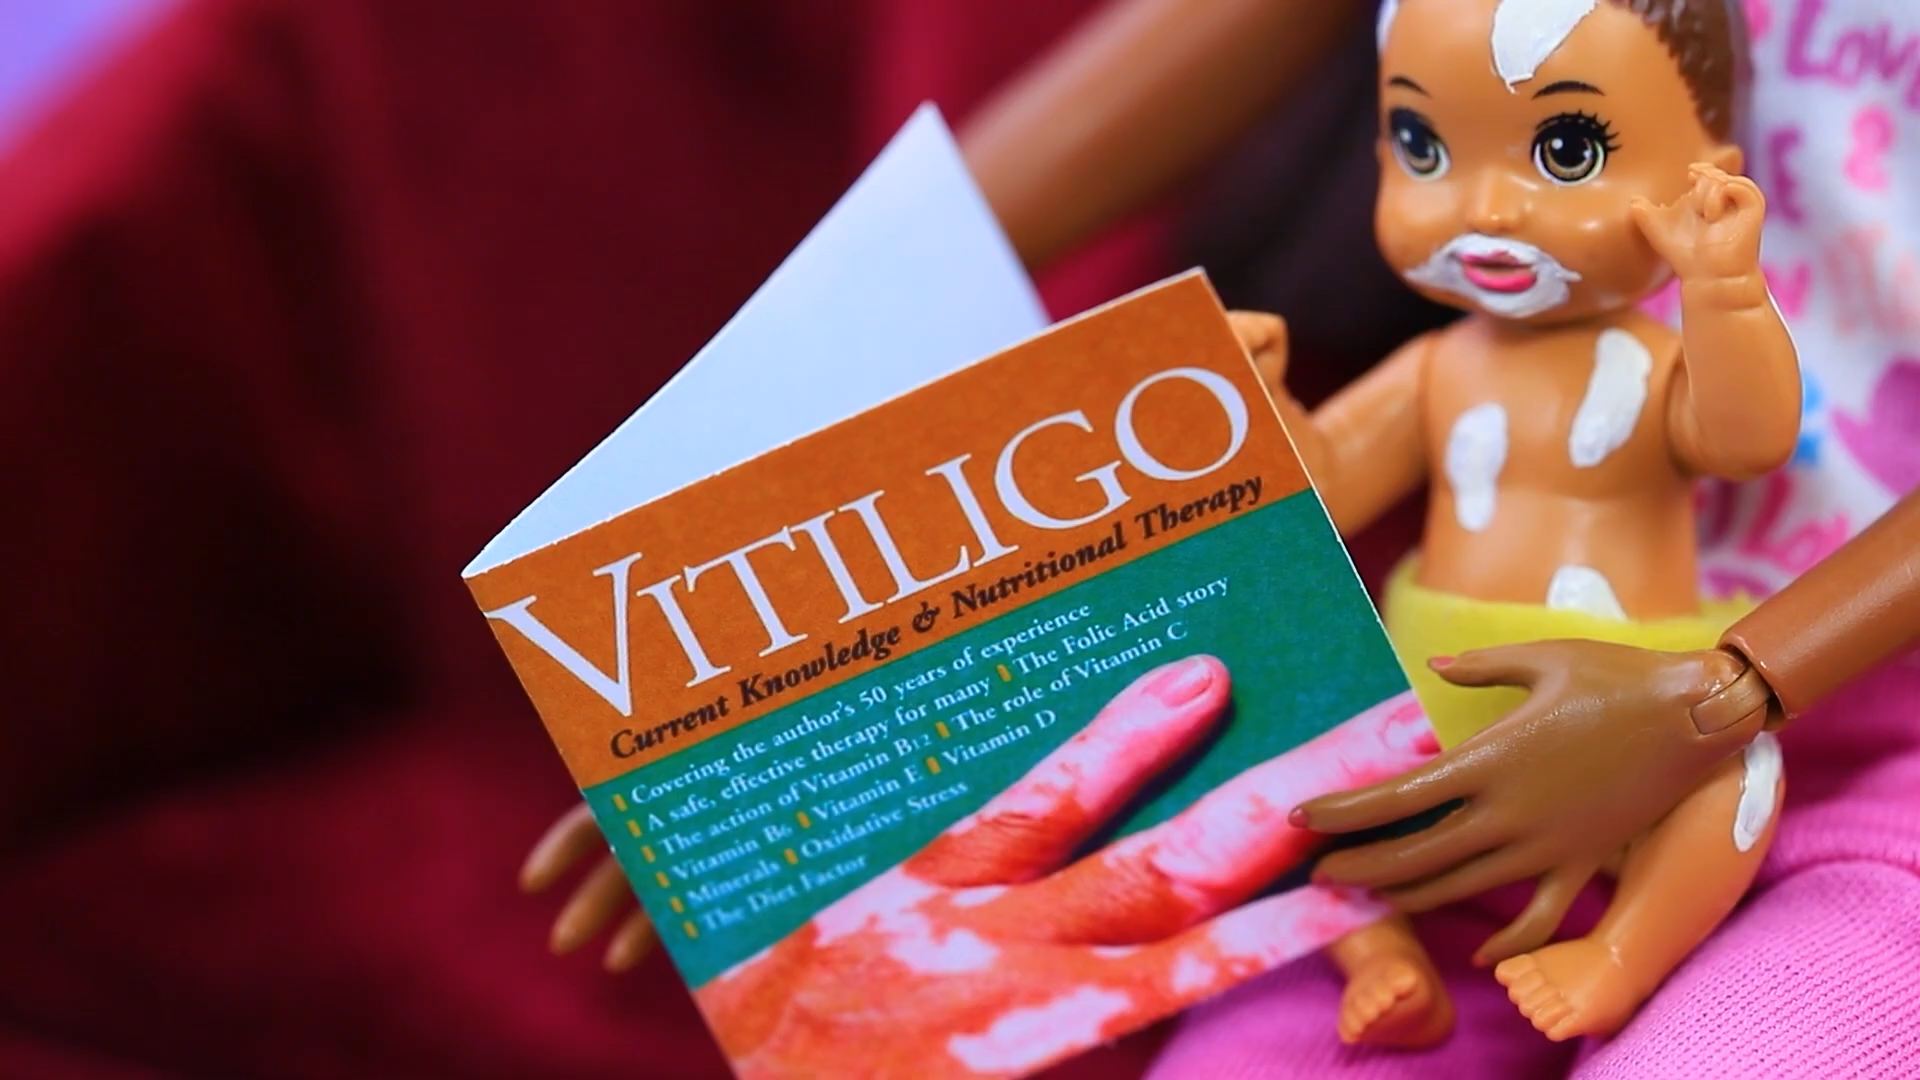 VITILIGO
Current Knowledge & Nutritional Therapy
Covering the author's 50 years of experience
A safe, effective therapy for many The Folic Acid story
The action of Vitamin B12 The role of Vitamin C
Vitamin B6 Vitamin E Vitamin D
Minerals Oxidative Stress
The Diet Factor
Love
2